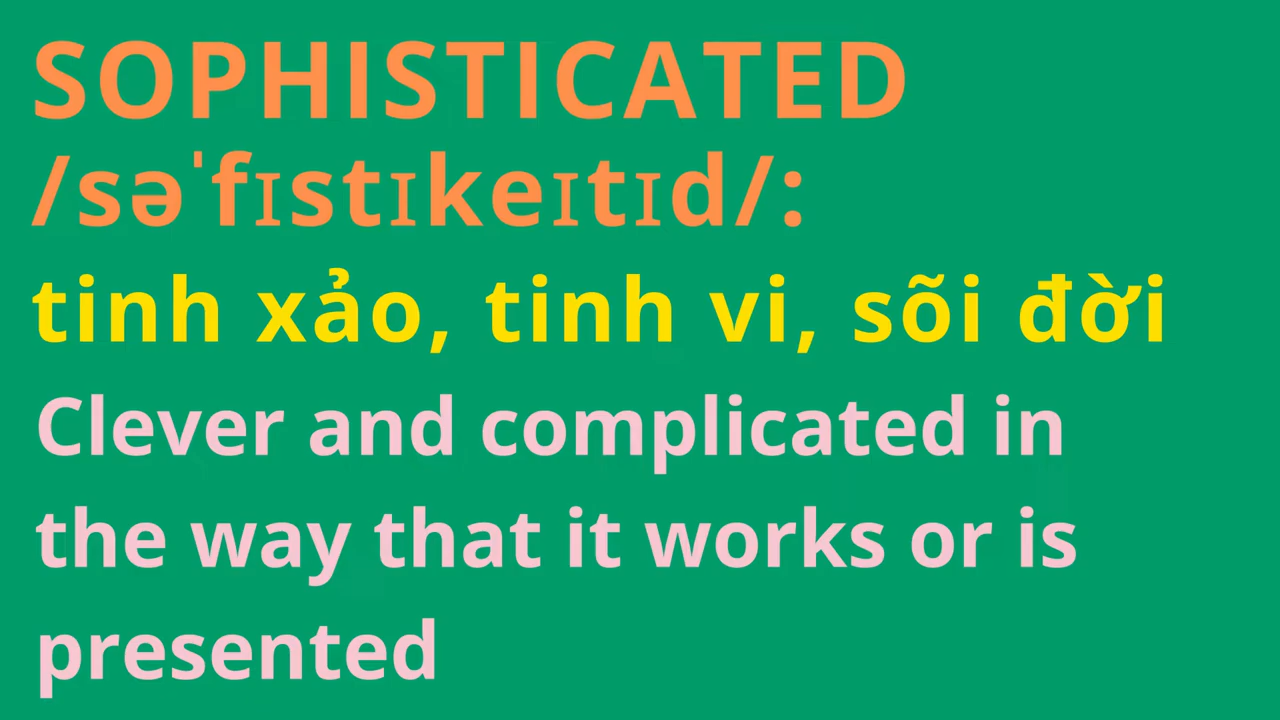 SOPHISTICATED
/səˈfɪstɪkeɪtɪd/:
tinh xảo, tinh vi, sõi đời
Clever and complicated in
the way that it works or is
presented